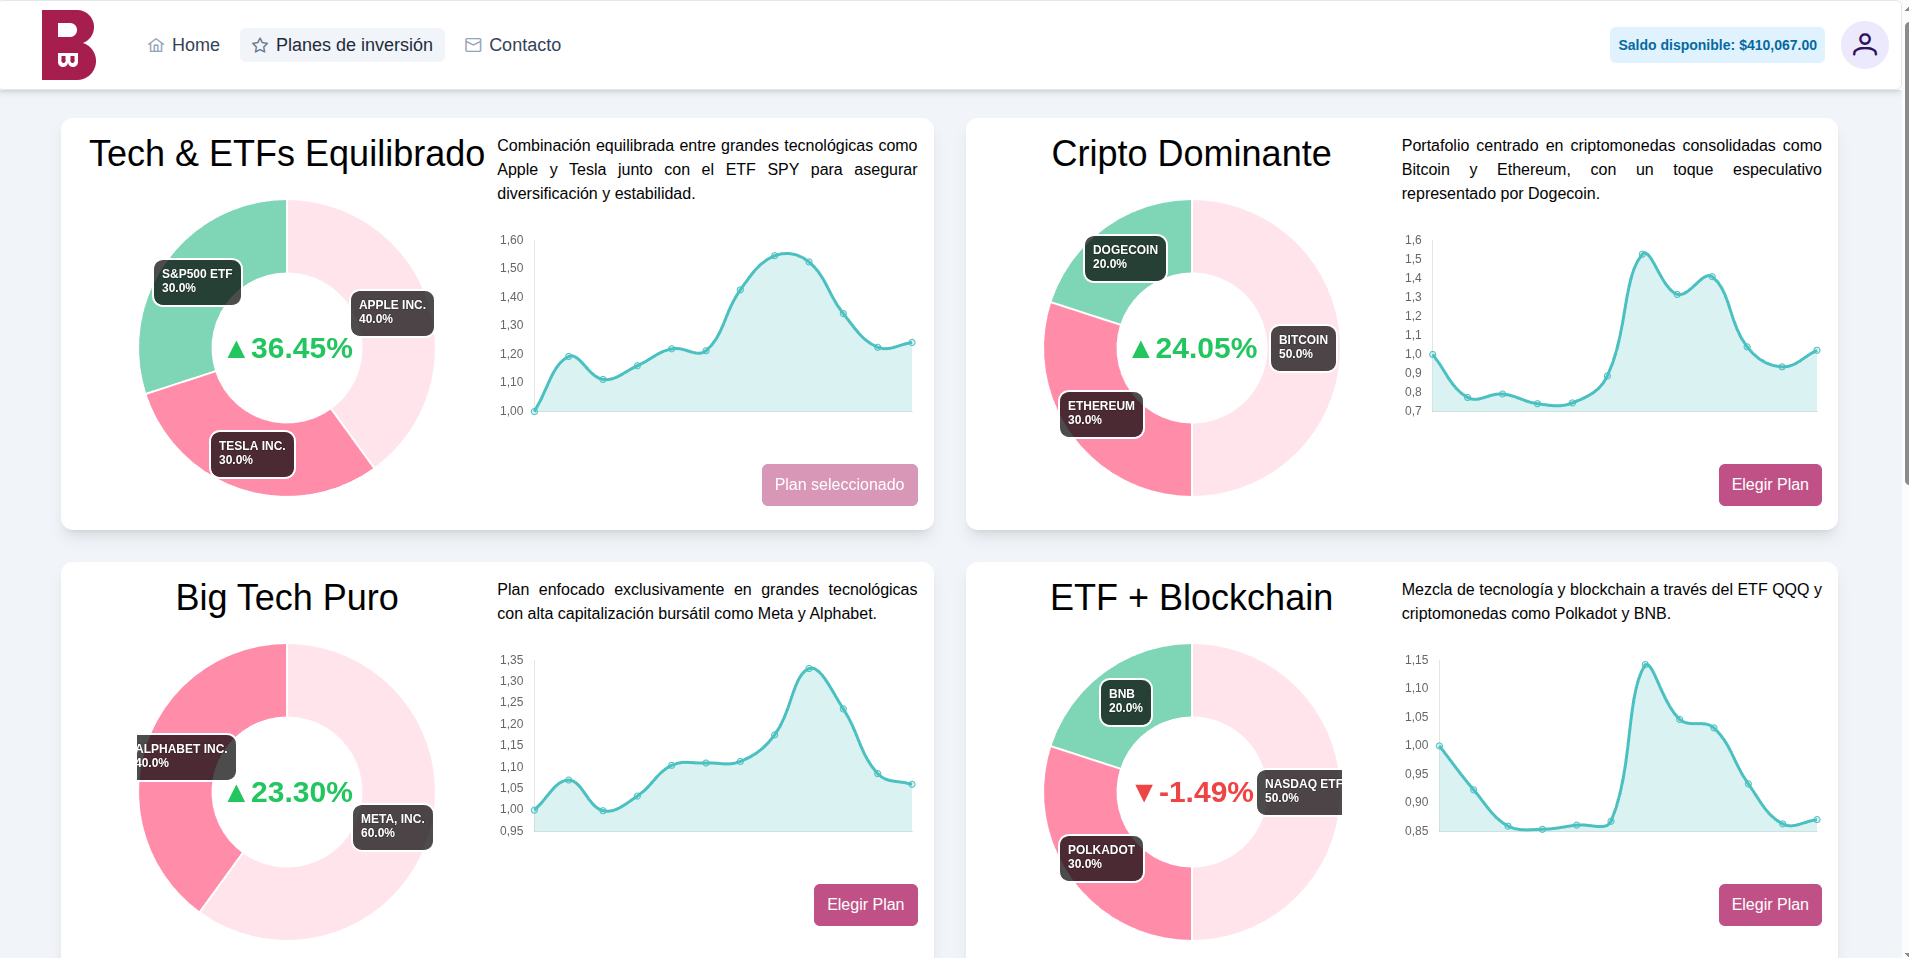 B
Home
Planes de inversión
Contacto
Saldo disponible: $410,067.00
Tech & ETFs Equilibrado
Combinación equilibrada entre grandes tecnológicas como
Apple y Tesla junto con el ETF SPY para asegurar
diversificación y estabilidad.
S&P500 ETF
30.0%
APPLE INC.
40.0%
▲36.45%
TESLA INC.
30.0%
1,60
1,50
1,40
1,30
1,20
1,10
1,00
Plan seleccionado
Cripto Dominante
Portafolio centrado en criptomonedas consolidadas como
Bitcoin y Ethereum, con un toque especulativo
representado por Dogecoin.
DOGECOIN
20.0%
BITCOIN
50.0%
▲24.05%
ETHEREUM
30.0%
1,6
1,5
1,4
1,3
1,2
1,1
1,0
0,9
0,8
0,7
Elegir Plan
Big Tech Puro
Plan enfocado exclusivamente en grandes tecnológicas
con alta capitalización bursátil como Meta y Alphabet.
ALPHABET INC.
40.0%
▲23.30%
META, INC.
60.0%
1,35
1,30
1,25
1,20
1,15
1,10
1,05
1,00
0,95
Elegir Plan
ETF + Blockchain
Mezcla de tecnología y blockchain a través del ETF QQQ y
criptomonedas como Polkadot y BNB.
BNB
20.0%
▼-1.49%
NASDAQ ETF
50.0%
POLKADOT
30.0%
1,15
1,10
1,05
1,00
0,95
0,90
0,85
Elegir Plan